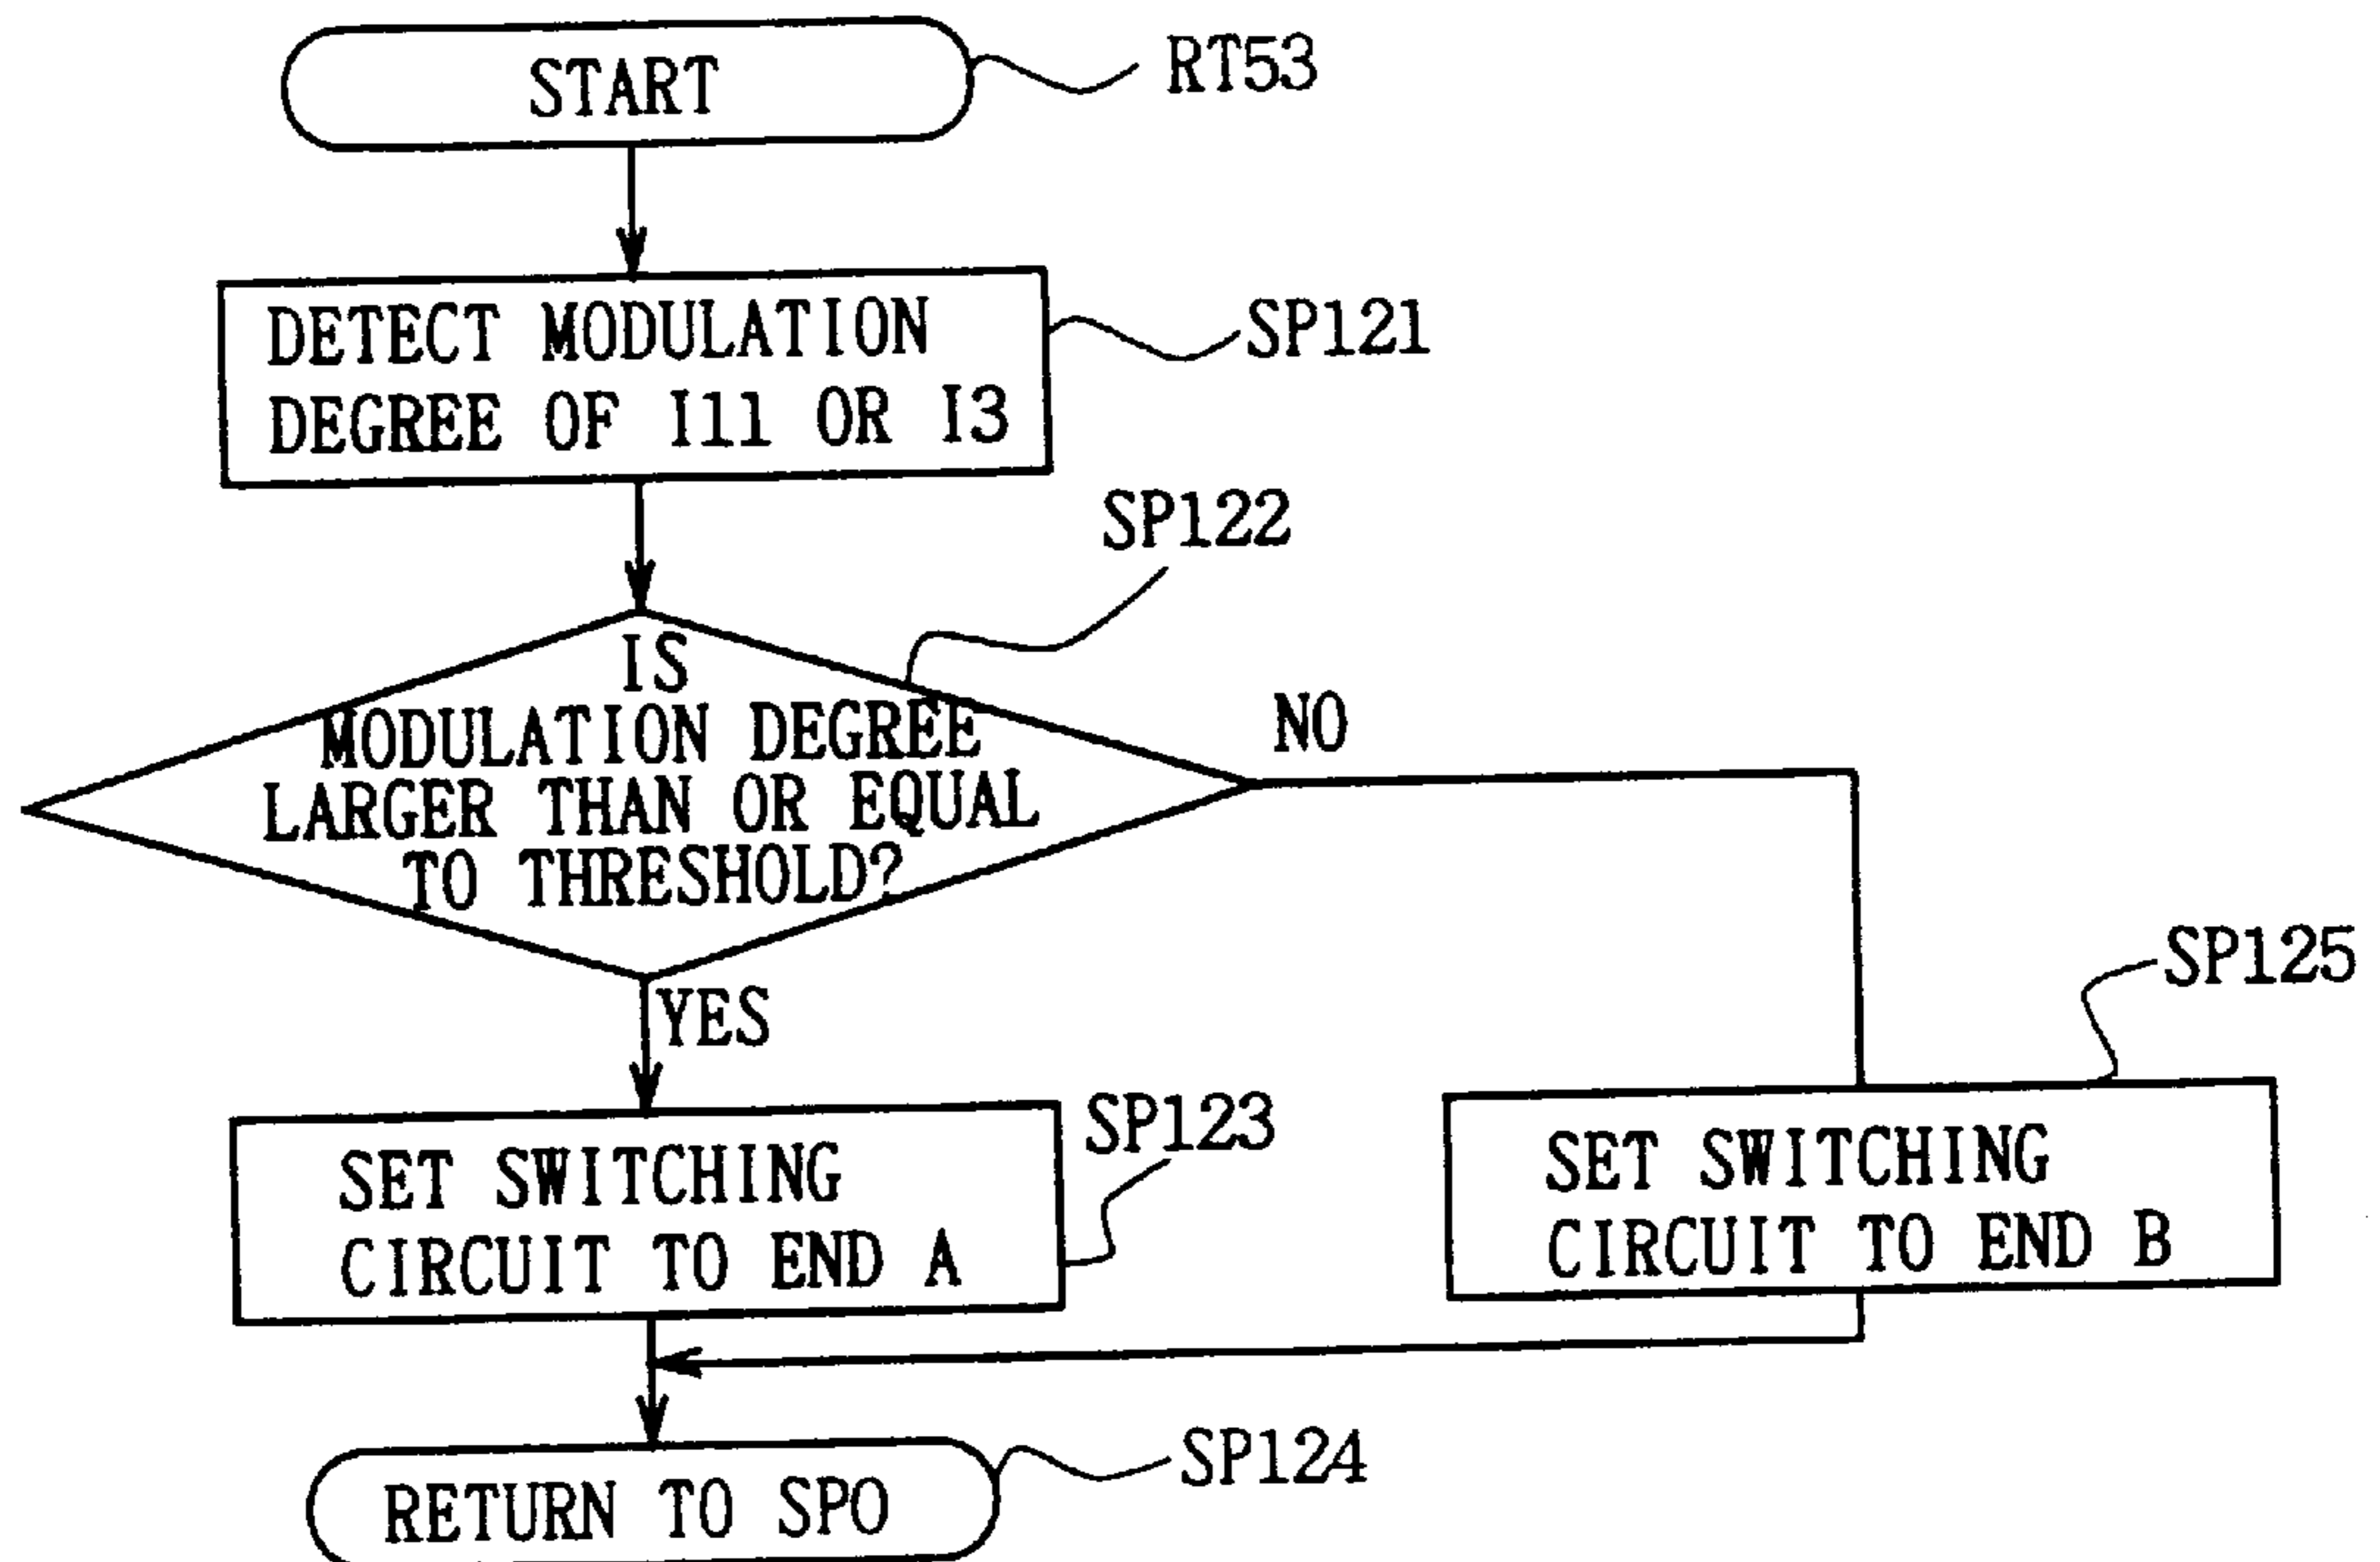 START
RT53
DETECT MODULATION
DEGREE OF I11 OR I3
SP121
SP122
IS
MODULATION DEGREE
LARGER THAN OR EQUAL
TO THRESHOLD?
NO
YES
SP123
SET SWITCHING
CIRCUIT TO END A
SP125
SET SWITCHING
CIRCUIT TO END B
RETURN TO SP0
SP124